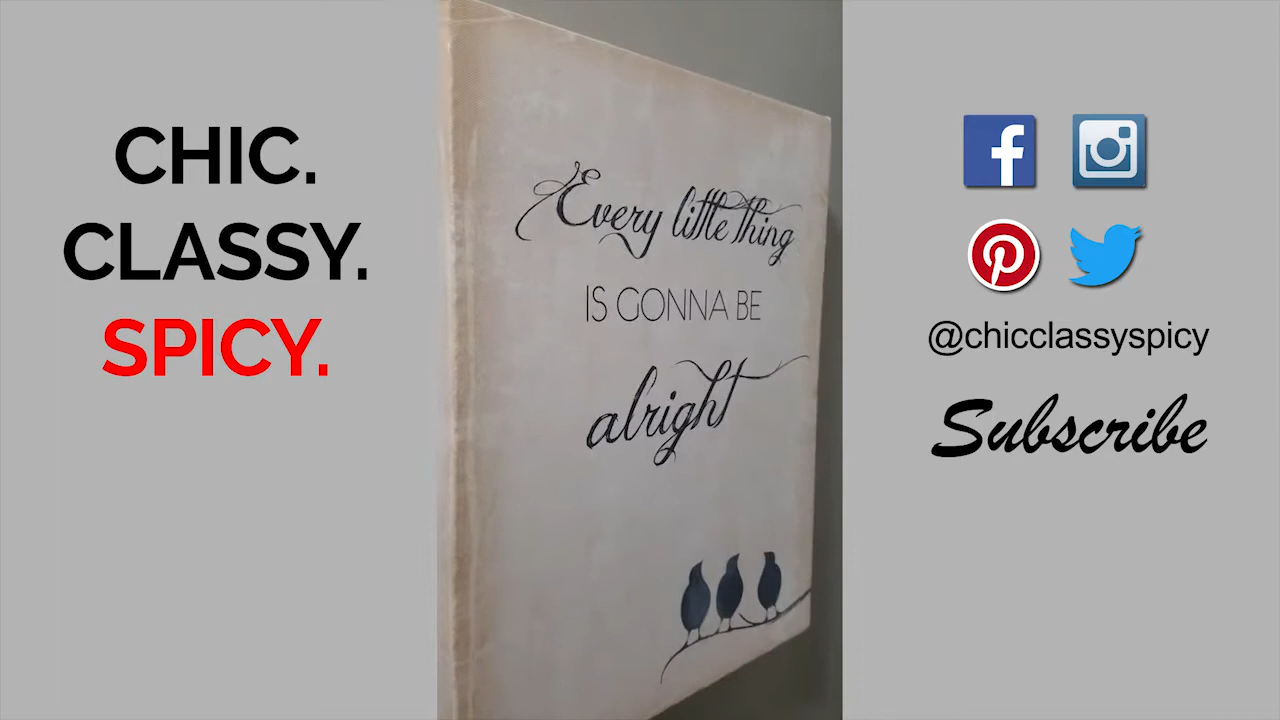 CHIC.
CLASSY.
SPICY.
Every little thing
IS GONNA BE
alright
@chicclassyspicy
Subscribe